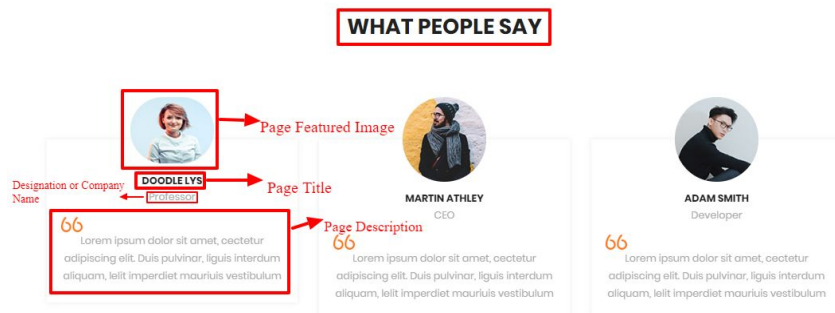 WHAT PEOPLE SAY
Page Featured Image
DOODLE LYS
Page Title
Designation or Company
Name
Professor
Page Description
66
Lorem ipsum dolor sit amet, cectetur
adipiscing elit. Duis pulvinar, liguis interdum
aliquam, lelit imperdiet mauriuis vestibulum
MARTIN ATHLEY
CEO
66
Lorem ipsum dolor sit amet, cectetur
adipiscing elit. Duis pulvinar, liguis interdum
aliquam, lelit imperdiet mauriuis vestibulum
ADAM SMITH
Developer
66
Lorem ipsum dolor sit amet, cectetur
adipiscing elit. Duis pulvinar, liguis interdum
aliquam, lelit imperdiet mauriuis vestibulum